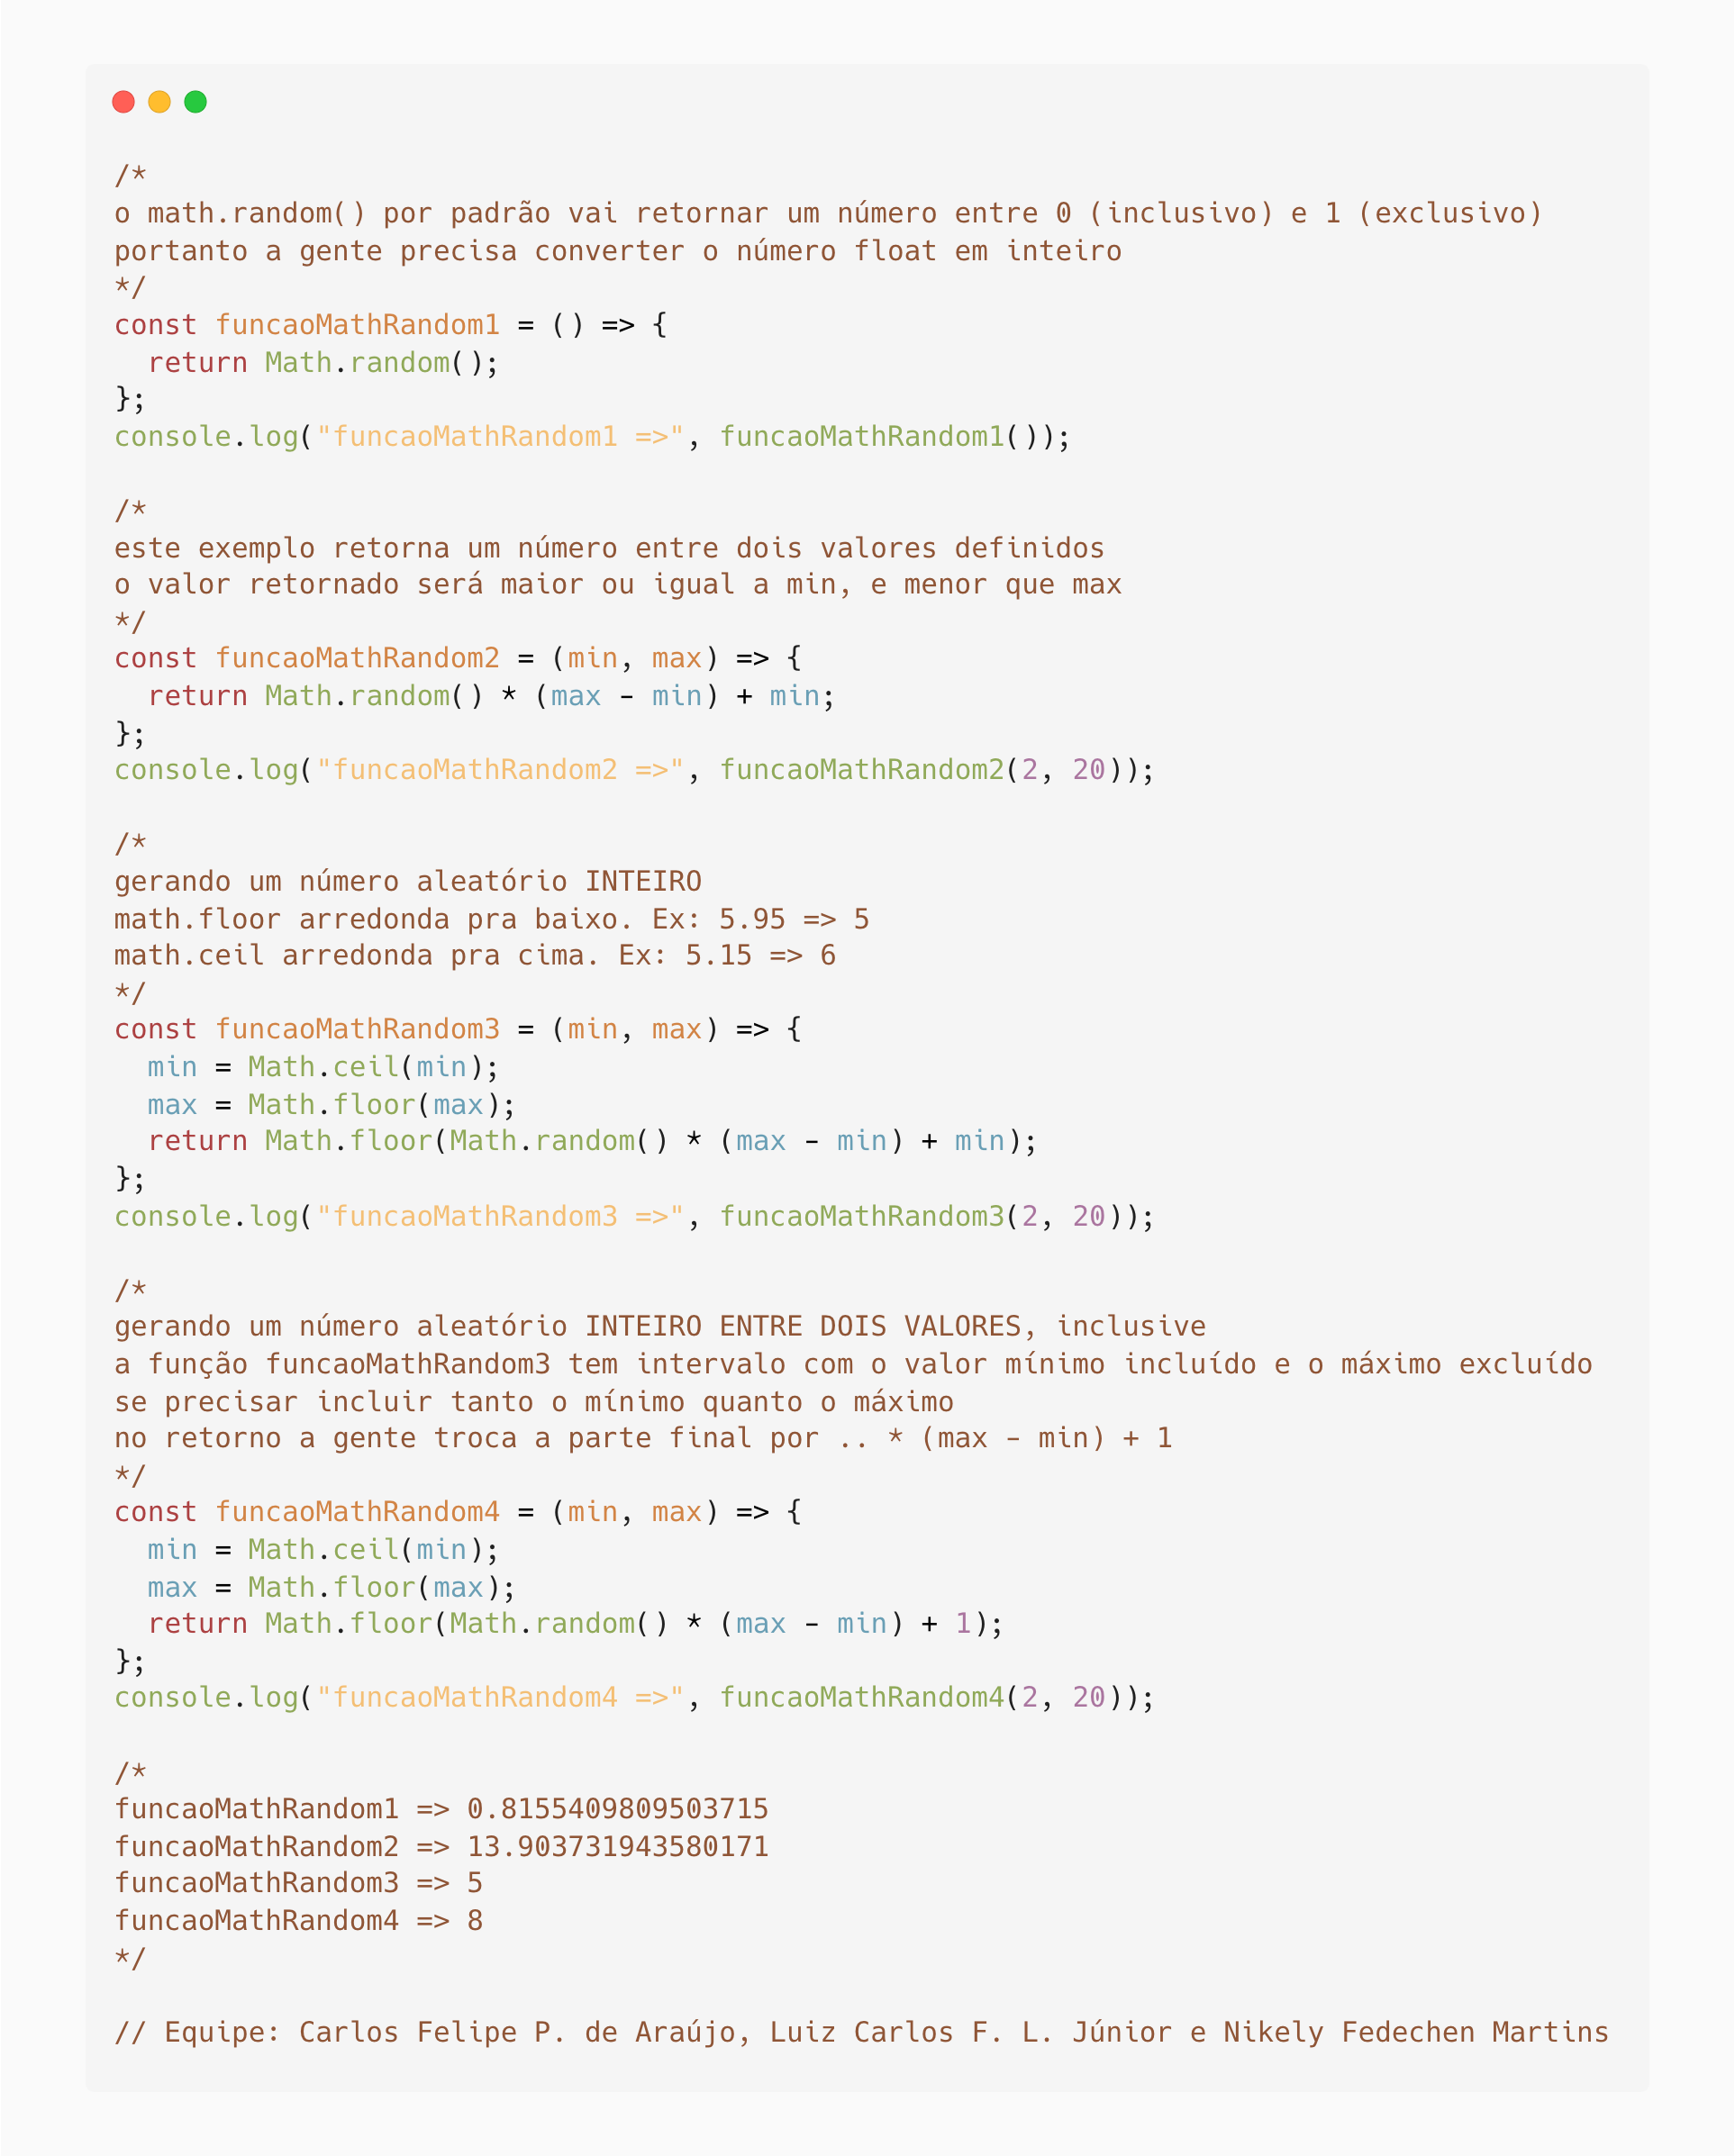 /*
o math.random() por padrão vai retornar um número entre 0 (inclusivo) e 1 (exclusivo)
portanto a gente precisa converter o número float em inteiro
*/
const funcaoMathRandom1 = () => {
  return Math.random();
};
console.log("funcaoMathRandom1 =>", funcaoMathRandom1());

/*
este exemplo retorna um número entre dois valores definidos
o valor retornado será maior ou igual a min, e menor que max
*/
const funcaoMathRandom2 = (min, max) => {
  return Math.random() * (max - min) + min;
};
console.log("funcaoMathRandom2 =>", funcaoMathRandom2(2, 20));

/*
gerando um número aleatório INTEIRO
math.floor arredonda pra baixo. Ex: 5.95 => 5
math.ceil arredonda pra cima. Ex: 5.15 => 6
*/
const funcaoMathRandom3 = (min, max) => {
  min = Math.ceil(min);
  max = Math.floor(max);
  return Math.floor(Math.random() * (max - min) + min);
};
console.log("funcaoMathRandom3 =>", funcaoMathRandom3(2, 20));

/*
gerando um número aleatório INTEIRO ENTRE DOIS VALORES, inclusive
a função funcaoMathRandom3 tem intervalo com o valor mínimo incluído e o máximo excluído
se precisar incluir tanto o mínimo quanto o máximo
no retorno a gente troca a parte final por .. * (max - min) + 1
*/
const funcaoMathRandom4 = (min, max) => {
  min = Math.ceil(min);
  max = Math.floor(max);
  return Math.floor(Math.random() * (max - min) + 1);
};
console.log("funcaoMathRandom4 =>", funcaoMathRandom4(2, 20));

/*
funcaoMathRandom1 => 0.8155409809503715
funcaoMathRandom2 => 13.903731943580171
funcaoMathRandom3 => 5
funcaoMathRandom4 => 8
*/

// Equipe: Carlos Felipe P. de Araújo, Luiz Carlos F. L. Júnior e Nikely Fedechen Martins